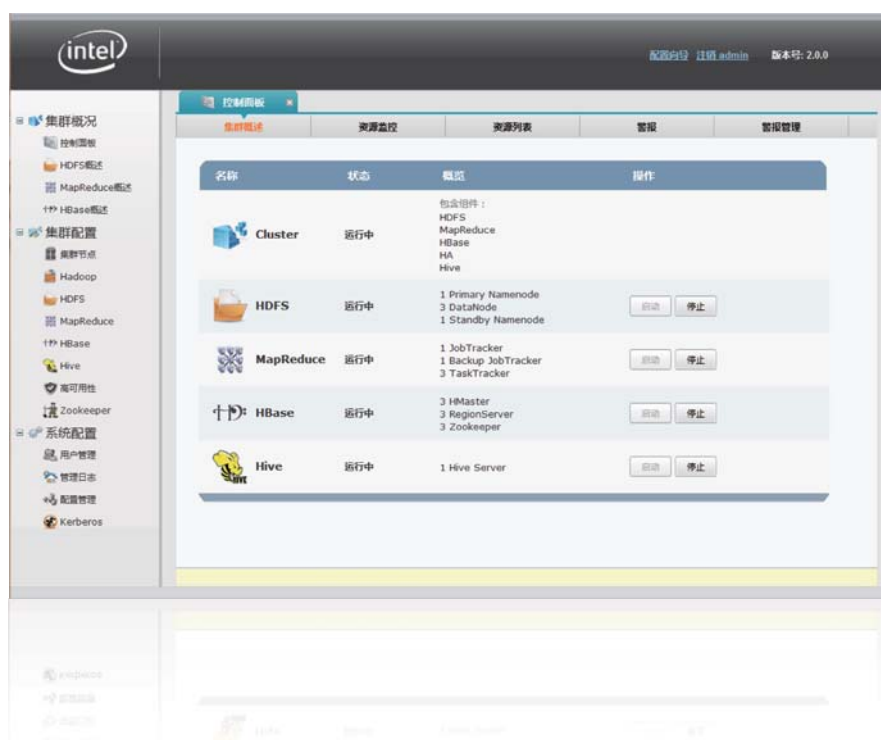 intel
配置向导 注销 admin 版本号: 2.0.0
控制面板
集群概述 资源监控 资源列表 警报 警报管理
集群概况
控制面板
HDFS概述
MapReduce概述
HBase概述
集群配置
集群节点
Hadoop
HDFS
MapReduce
HBase
Hive
高可用性
Zookeeper
系统配置
用户管理
管理日志
配置管理
Kerberos
名称 状态 概览 操作
Cluster 运行中
包含组件：
HDFS
MapReduce
HBase
HA
Hive
HDFS 运行中
1 Primary Namenode
3 DataNode
1 Standby Namenode
启动 停止
MapReduce 运行中
1 JobTracker
1 Backup JobTracker
3 TaskTracker
启动 停止
HBase 运行中
3 HMaster
3 RegionServer
3 Zookeeper
启动 停止
HIVE
Hive 运行中
1 Hive Server
启动 停止